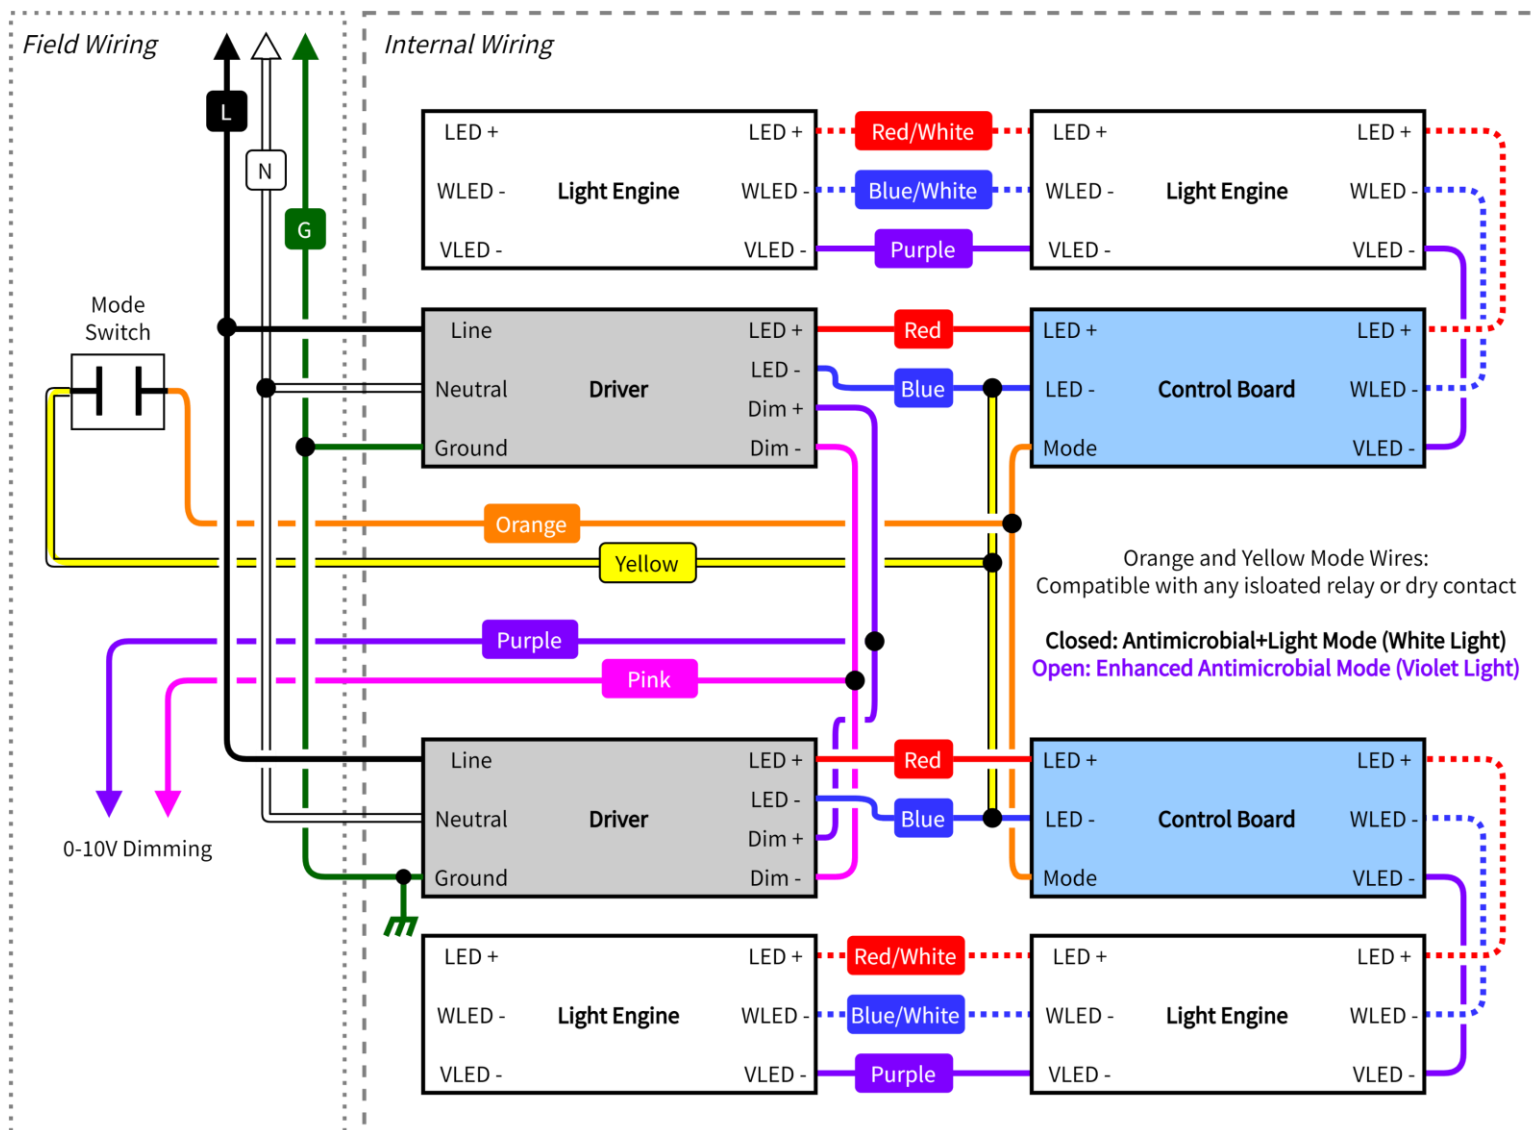 Field Wiring
Internal Wiring
L
N
G
LED +
WLED -
VLED -
Light Engine
LED +
WLED -
VLED -
Red/White
Blue/White
Purple
LED +
WLED -
VLED -
Light Engine
LED +
WLED -
VLED -
Mode
Switch
Line
Neutral
Ground
Driver
LED +
LED -
Dim +
Dim -
Red
Blue
LED +
LED -
Mode
Control Board
LED +
WLED -
VLED -
Orange
Yellow
Orange and Yellow Mode Wires:
Compatible with any isloated relay or dry contact
Closed: Antimicrobial+Light Mode (White Light)
Open: Enhanced Antimicrobial Mode (Violet Light)
Purple
Pink
0-10V Dimming
Line
Neutral
Ground
Driver
LED +
LED -
Dim +
Dim -
Red
Blue
LED +
LED -
Mode
Control Board
LED +
WLED -
VLED -
LED +
WLED -
VLED -
Light Engine
LED +
WLED -
VLED -
Red/White
Blue/White
Purple
LED +
WLED -
VLED -
Light Engine
LED +
WLED -
VLED -